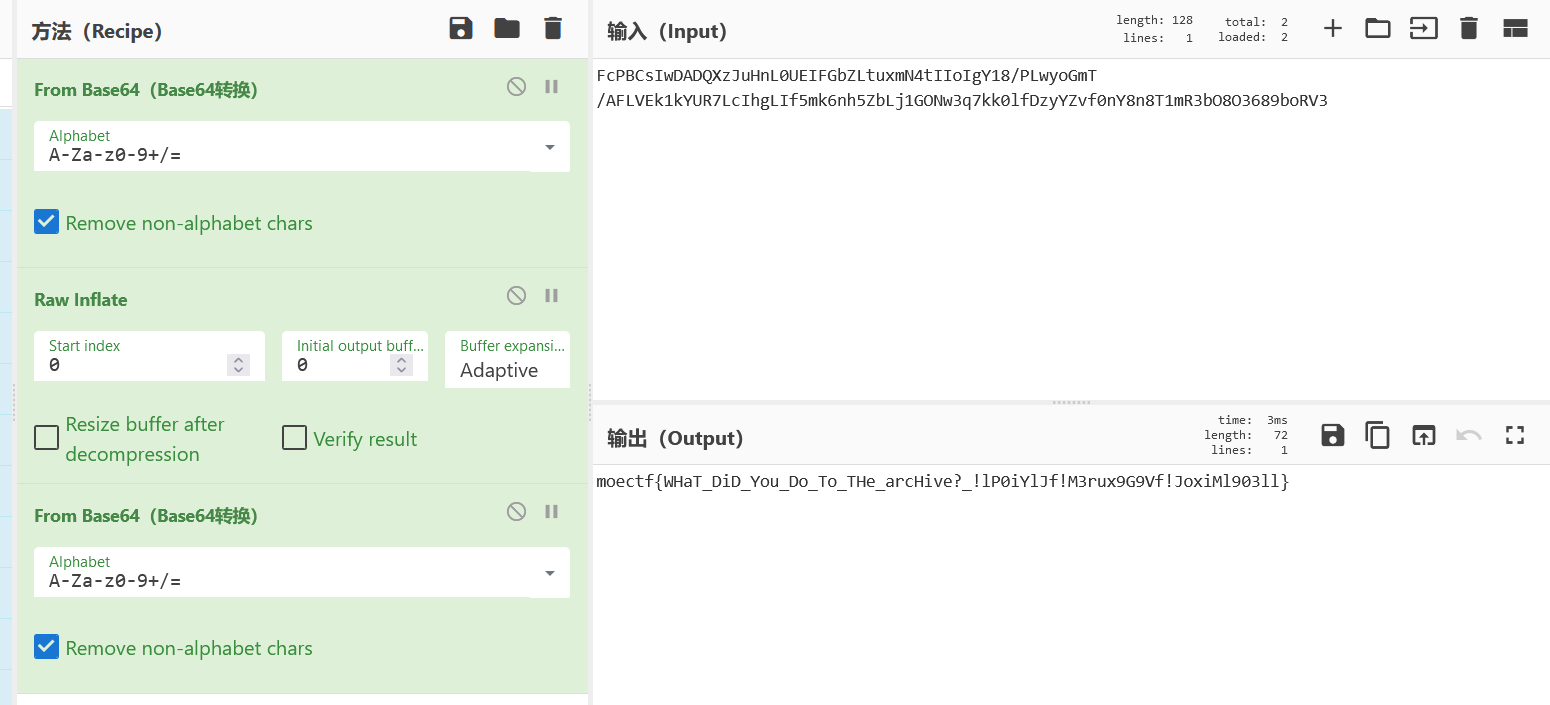 方法（Recipe）
From Base64（Base64转换）
Alphabet
A-Za-z0-9+/=
Remove non-alphabet chars
Raw Inflate
Start index
0
Initial output buff...
0
Buffer expansi...
Adaptive
Resize buffer after
decompression
Verify result
From Base64（Base64转换）
Alphabet
A-Za-z0-9+/=
Remove non-alphabet chars
输入（Input）
length: 128
lines: 1
total: 2
loaded: 2
FcPBCsIwDADQXzJuHnL0UEIFGbZLtuxmN4tIIoIgY18/PLwyoGmT
/AFLVEk1kYUR7LcIhgLIf5mk6nh5ZbLj1GONw3q7kk0lfDzyYZvf0nY8n8T1mR3bO8O3689boRV3
输出（Output）
time: 3ms
length: 72
lines: 1
moectf{WHaT_DiD_You_Do_To_THe_arcHive?_!lP0iYlJf!M3rux9G9Vf!JoxiMl903ll}